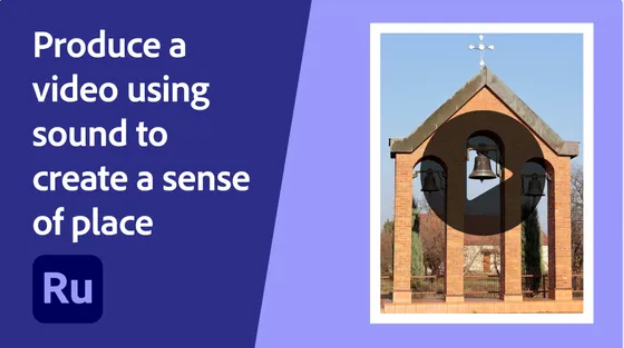 Produce a
video using
sound to
create a sense
of place
Ru